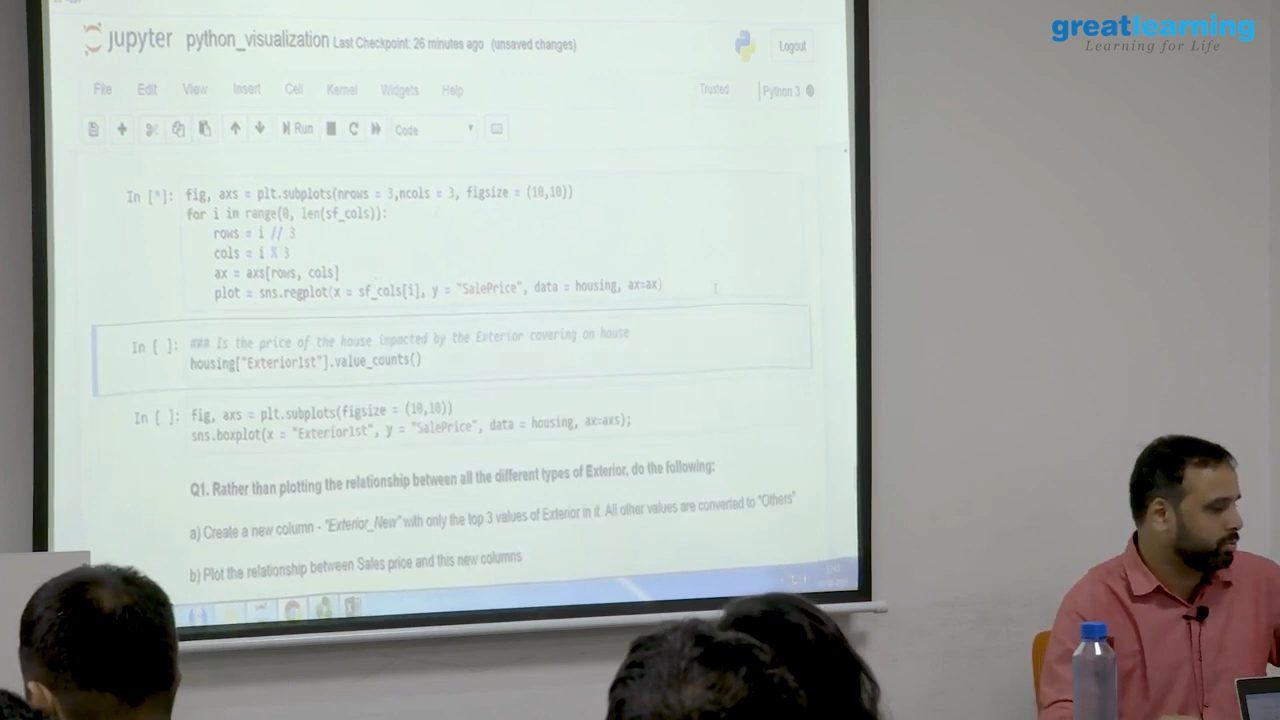 greatlearning
Learning for Life
jupyter python_visualization Last Checkpoint: 26 minutes ago (unsaved changes)
Logout
File Edit View Insert Cell Kernel Widgets Help
Trusted
Python 3
Run
Code
In [*]: fig, axs = plt.subplots(nrows = 3,ncols = 3, figsize = (10,10))
for i in range(0, len(sf_cols)):
rows = i // 3
cols = i % 3
ax = axs[rows, cols]
plot = sns.regplot(x = sf_cols[i], y = "SalePrice", data = housing, ax=ax)
In [ ]: ### Is the price of the house impacted by the Exterior covering on house
housing["Exterior1st"].value_counts()
In [ ]: fig, axs = plt.subplots(figsize = (10,10))
sns.boxplot(x = "Exterior1st", y = "SalePrice", data = housing, ax=axs);
Q1. Rather than plotting the relationship between all the different types of Exterior, do the following:
a) Create a new column - "Exterior_New" with only the top 3 values of Exterior in it. All other values are converted to "Others"
b) Plot the relationship between Sales price and this new columns